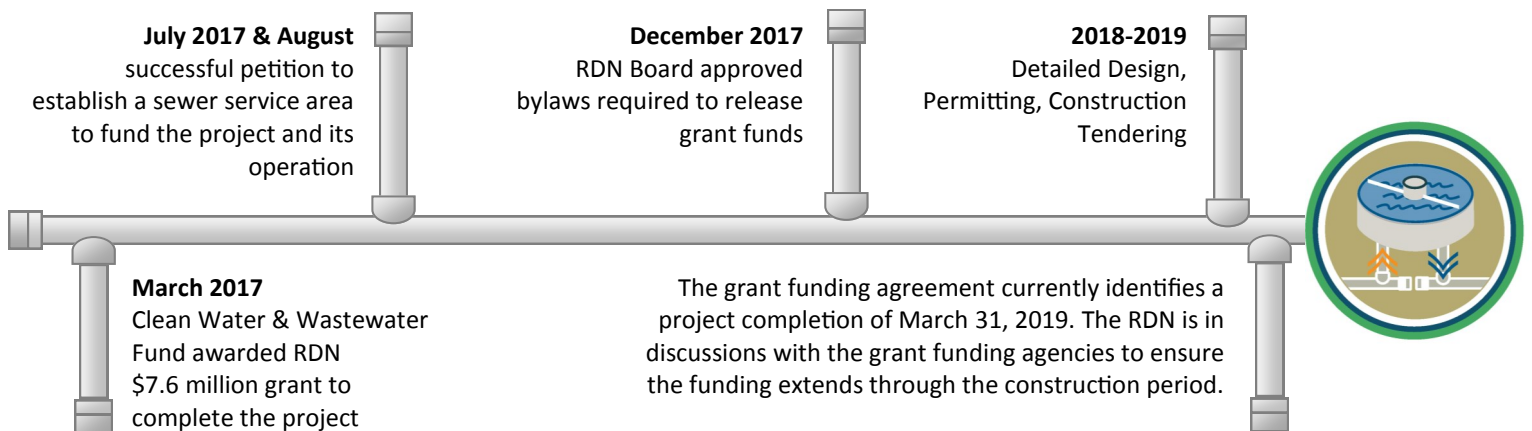 July 2017 & August
successful petition to
establish a sewer service area
to fund the project and its
operation
December 2017
RDN Board approved
bylaws required to release
grant funds
2018-2019
Detailed Design,
Permitting, Construction
Tendering
March 2017
Clean Water & Wastewater
Fund awarded RDN
$7.6 million grant to
complete the project
The grant funding agreement currently identifies a
project completion of March 31, 2019. The RDN is in
discussions with the grant funding agencies to ensure
the funding extends through the construction period.